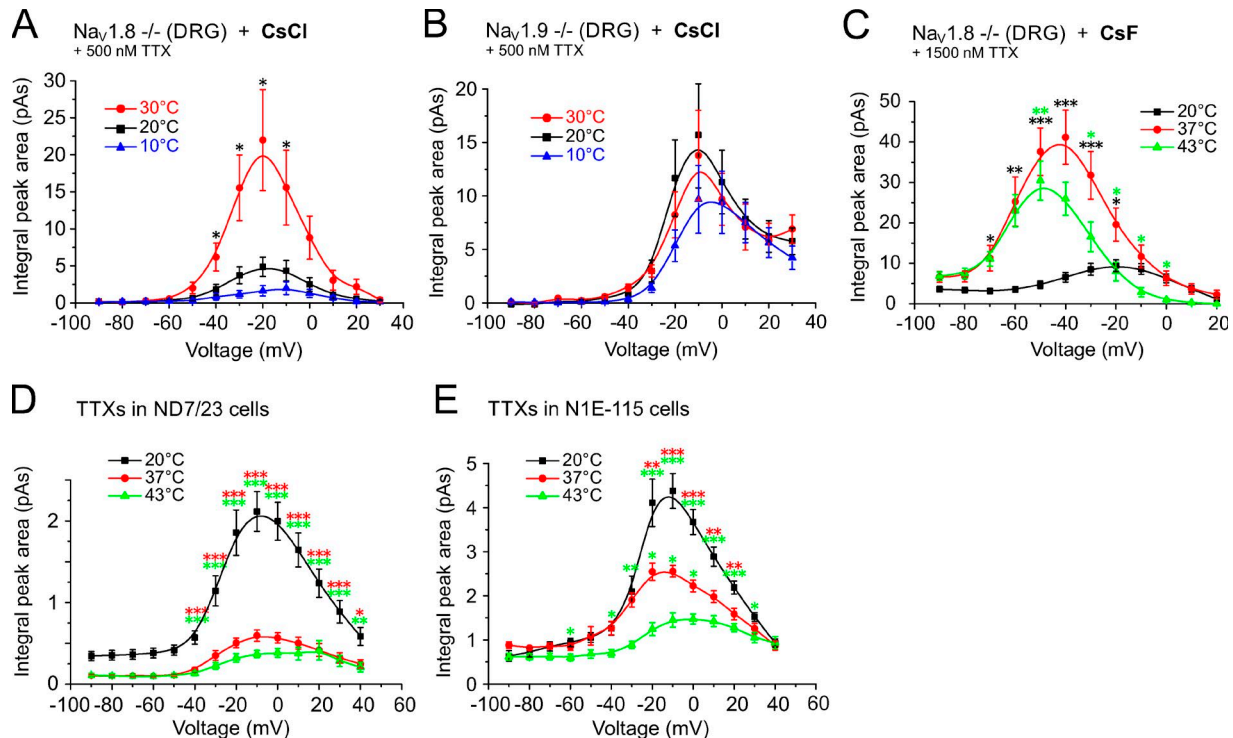 A
Naᵥ1.8 -/- (DRG) + CsCl
+ 500 nM TTX
Integral peak area (pAs)
30
25
20
15
10
5
0
30°C
20°C
10°C
*
*
*
*
*
-100 -80 -60 -40 -20 0 20 40
Voltage (mV)
B
Naᵥ1.9 -/- (DRG) + CsCl
+ 500 nM TTX
Integral peak area (pAs)
20
15
10
5
0
30°C
20°C
10°C
-100 -80 -60 -40 -20 0 20 40
Voltage (mV)
C
Naᵥ1.8 -/- (DRG) + CsF
+ 1500 nM TTX
Integral peak area (pAs)
50
40
30
20
10
0
20°C
37°C
43°C
* ** ** *** *** * *** * * * *
-100 -80 -60 -40 -20 0 20
Voltage (mV)
D
TTXs in ND7/23 cells
Integral peak area (pAs)
2
1
0
20°C
37°C
43°C
*** *** *** *** *** *** *** *** *
*** *** *** *** *** *** *** *** **
-100 -80 -60 -40 -20 0 20 40 60
Voltage (mV)
E
TTXs in N1E-115 cells
Integral peak area (pAs)
5
4
3
2
1
0
20°C
37°C
43°C
** *** *** ** **
*** *** *** *** ***
* * ** * * * *
-100 -80 -60 -40 -20 0 20 40 60
Voltage (mV)